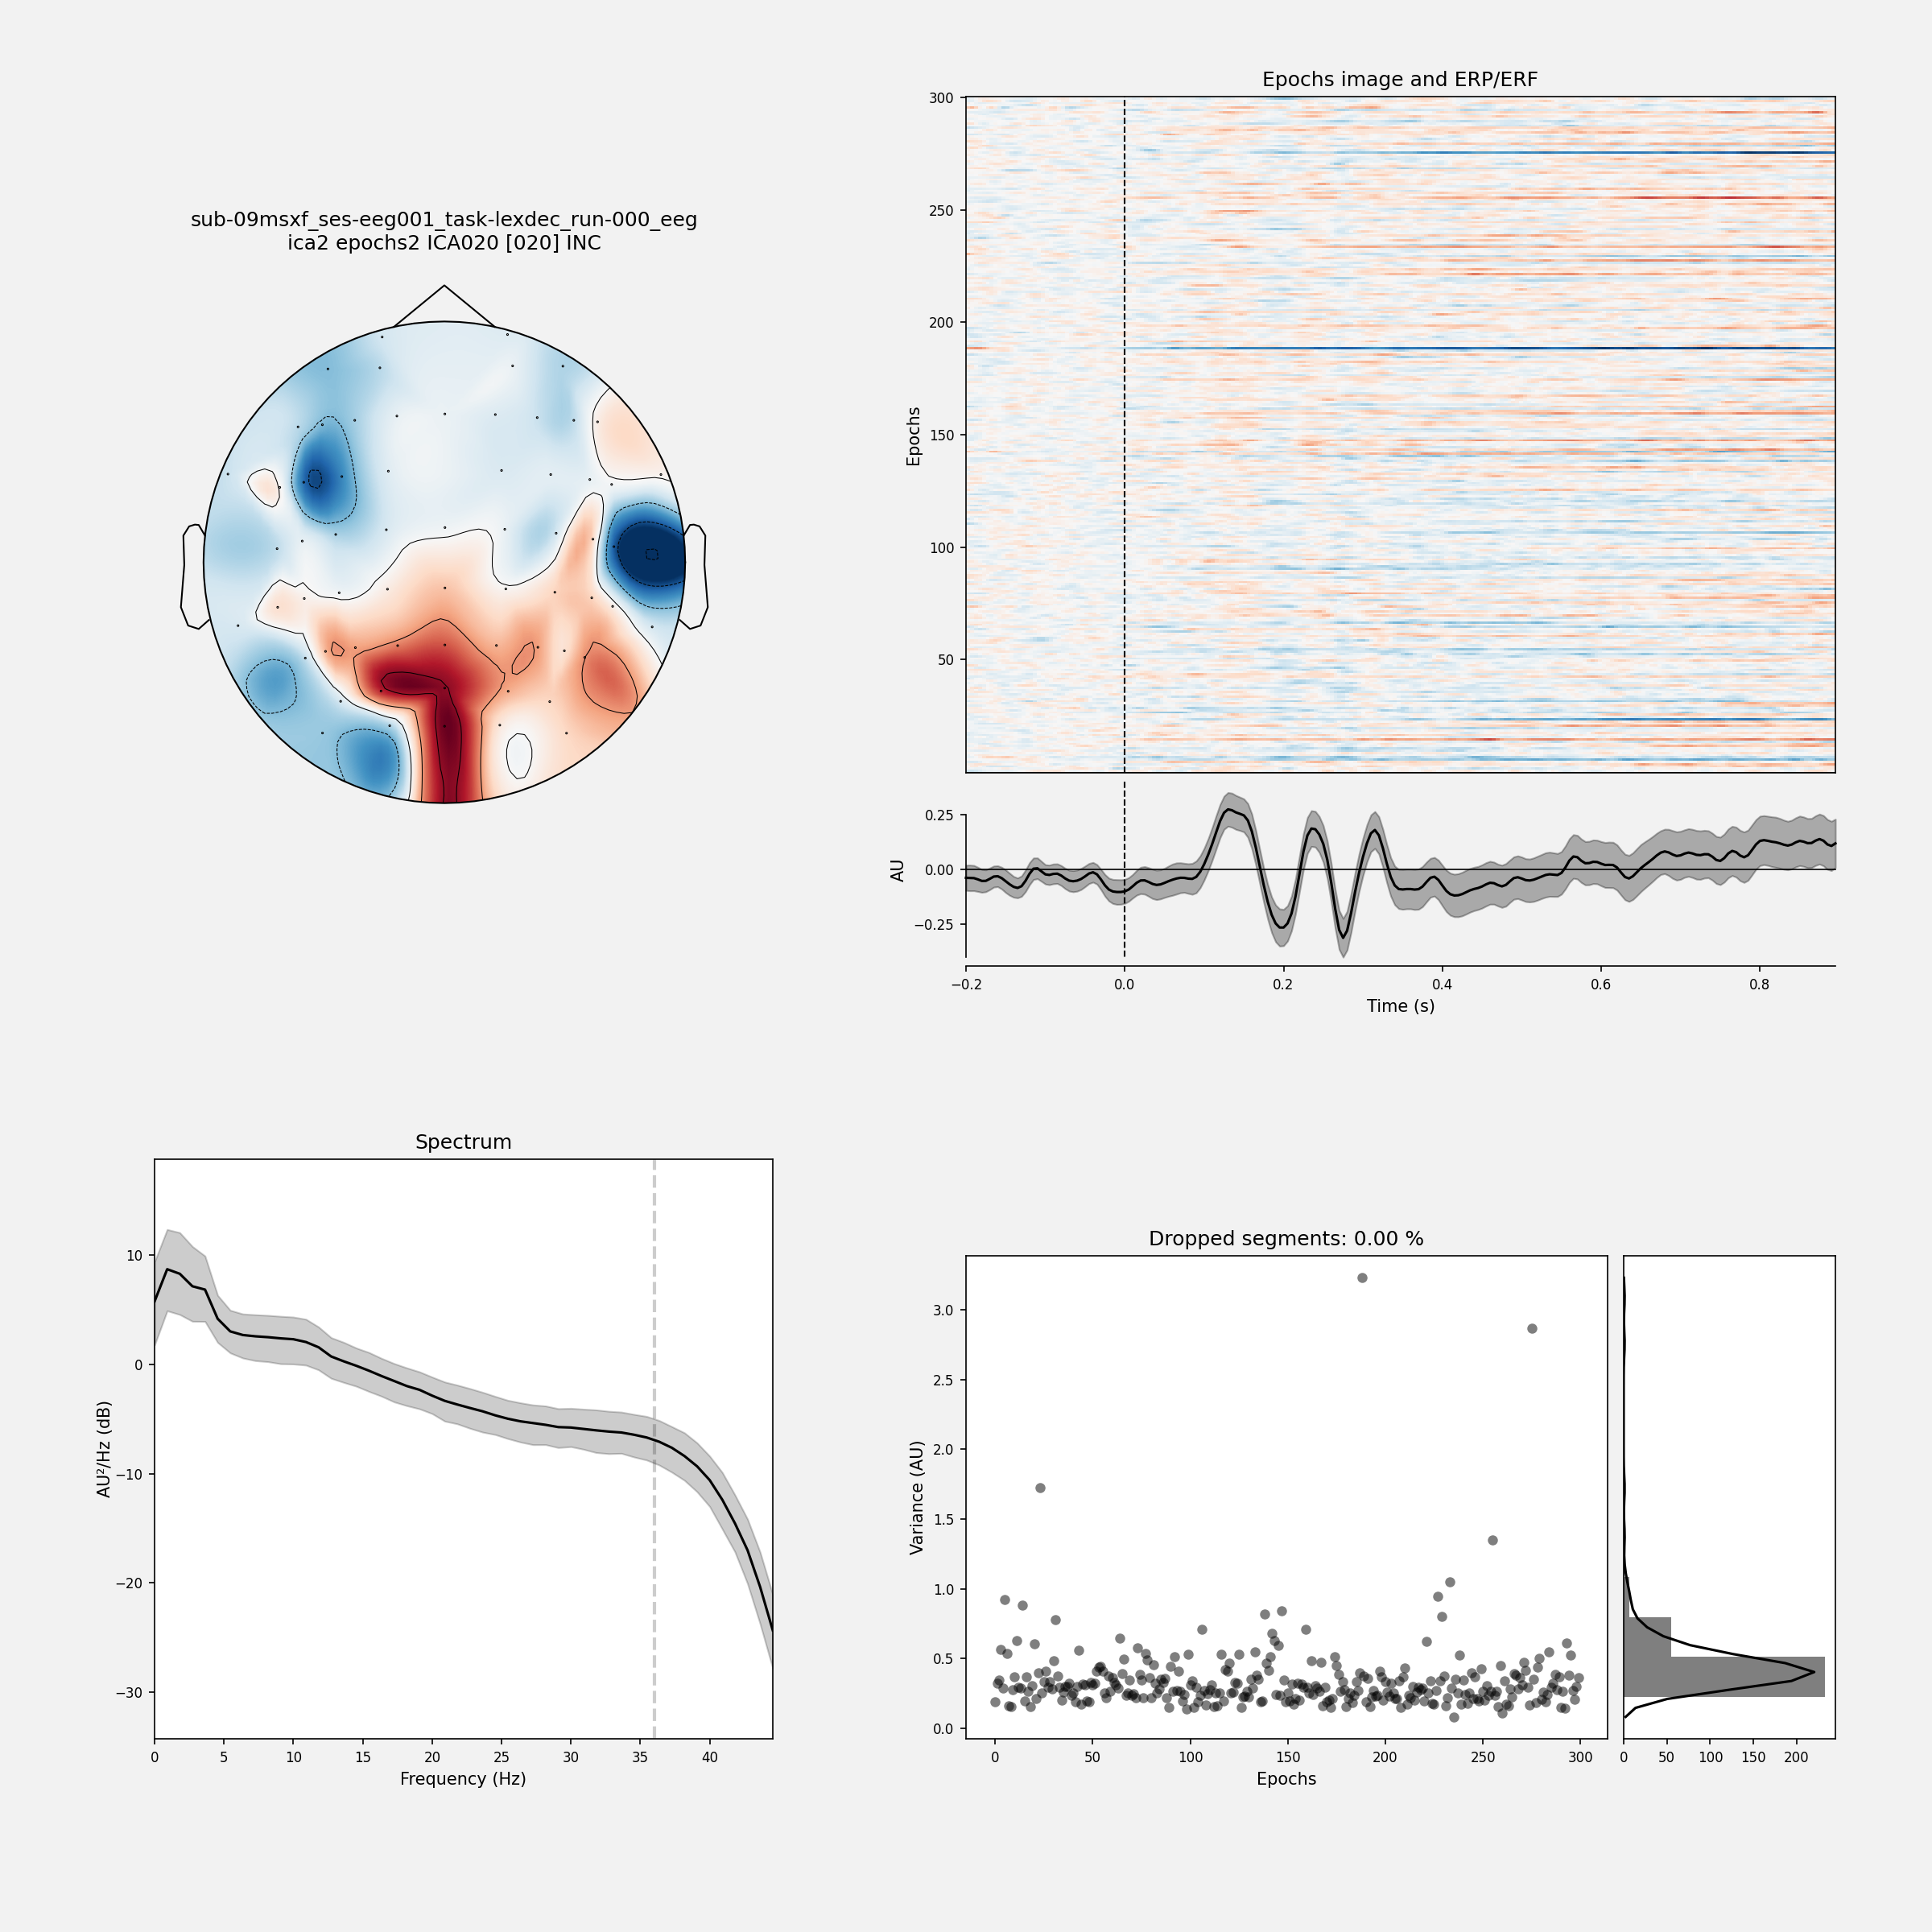 sub-09msxf_ses-eeg001_task-lexdec_run-000_eeg
ica2 epochs2 ICA020 [020] INC
Epochs image and ERP/ERF
300
250
200
150
100
50
Epochs
0.25
0.00
−0.25
AU
−0.2 0.0 0.2 0.4 0.6 0.8
Time (s)
Spectrum
10
0
−10
−20
−30
AU²/Hz (dB)
0 5 10 15 20 25 30 35 40
Frequency (Hz)
Dropped segments: 0.00 %
3.0
2.5
2.0
1.5
1.0
0.5
0.0
Variance (AU)
0 50 100 150 200 250 300
Epochs
0 50 100 150 200